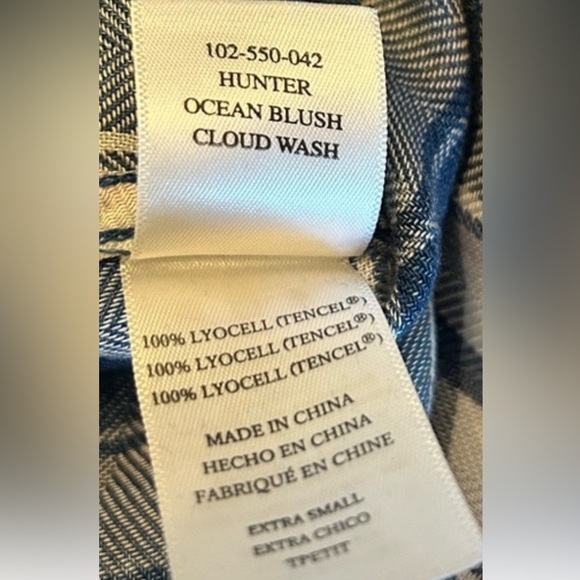 102-550-042
HUNTER
OCEAN BLUSH
CLOUD WASH
100% LYOCELL (TENCEL®)
100% LYOCELL (TENCEL®)
100% LYOCELL (TENCEL®)
MADE IN CHINA
HECHO EN CHINA
FABRIQUÉ EN CHINE
EXTRA SMALL
EXTRA CHICO
TPETIT